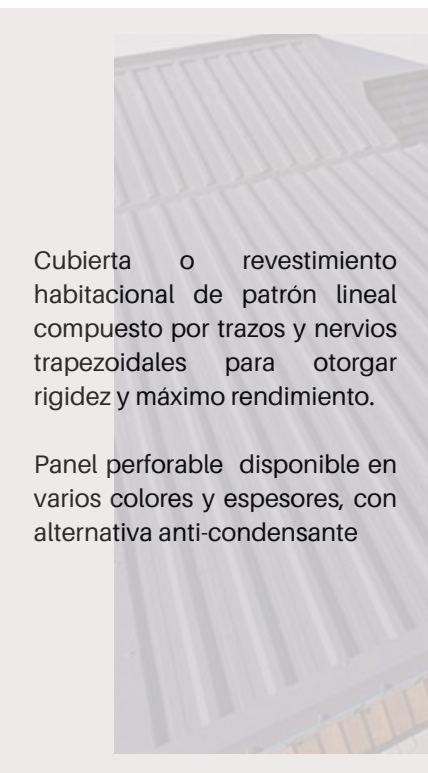 Cubierta o revestimiento
habitacional de patrón lineal
compuesto por trazos y nervios
trapezoidales para otorgar
rigidez y máximo rendimiento.
Panel perforable disponible en
varios colores y espesores, con
alternativa anti-condensante